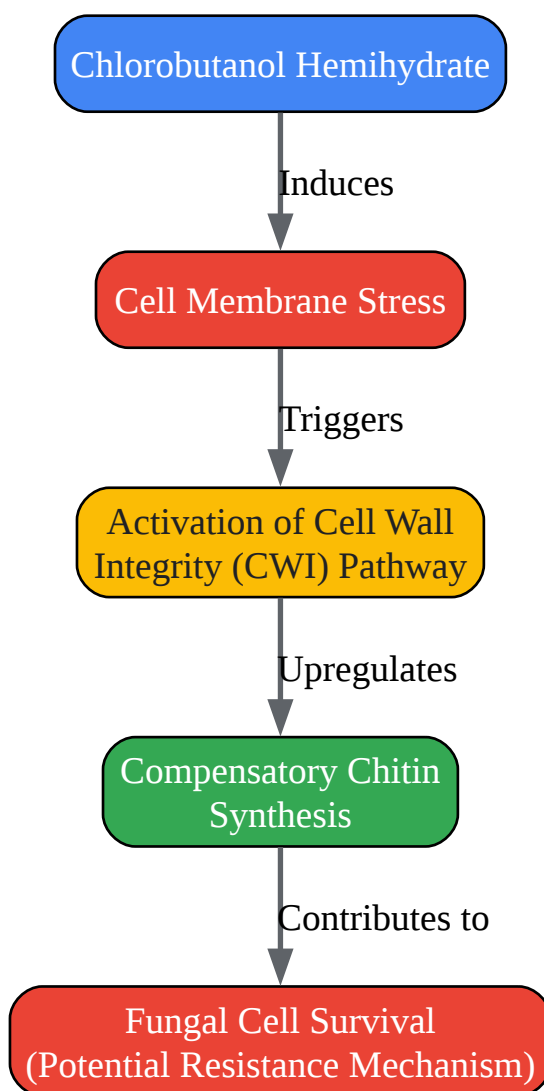 Chlorobutanol Hemihydrate
Induces
Cell Membrane Stress
Triggers
Activation of Cell Wall
Integrity (CWI) Pathway
Upregulates
Compensatory Chitin
Synthesis
Contributes to
Fungal Cell Survival
(Potential Resistance Mechanism)